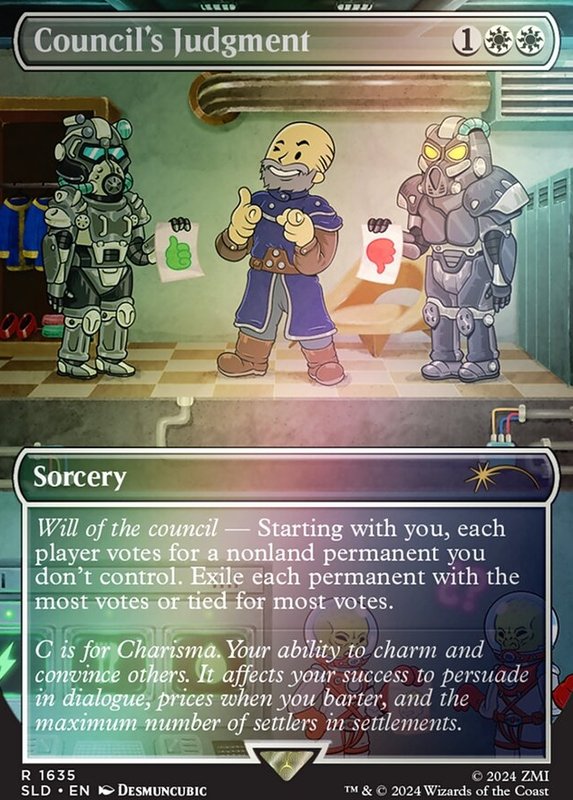 Council's Judgment 1
Sorcery
Will of the council — Starting with you, each
player votes for a nonland permanent you
don't control. Exile each permanent with the
most votes or tied for most votes.
C is for Charisma. Your ability to charm and
convince others. It affects your success to persuade
in dialogue, prices when you barter, and the
maximum number of settlers in settlements.
R 1635
SLD • EN Desmuncubic
© 2024 ZMI
™ & © 2024 Wizards of the Coast